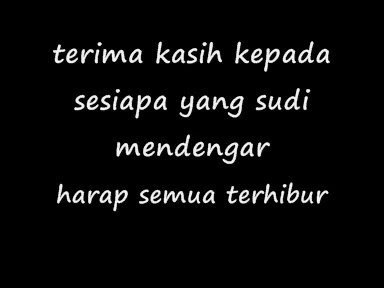 terima kasih kepada
sesiapa yang sudi
mendengar
harap semua terhibur